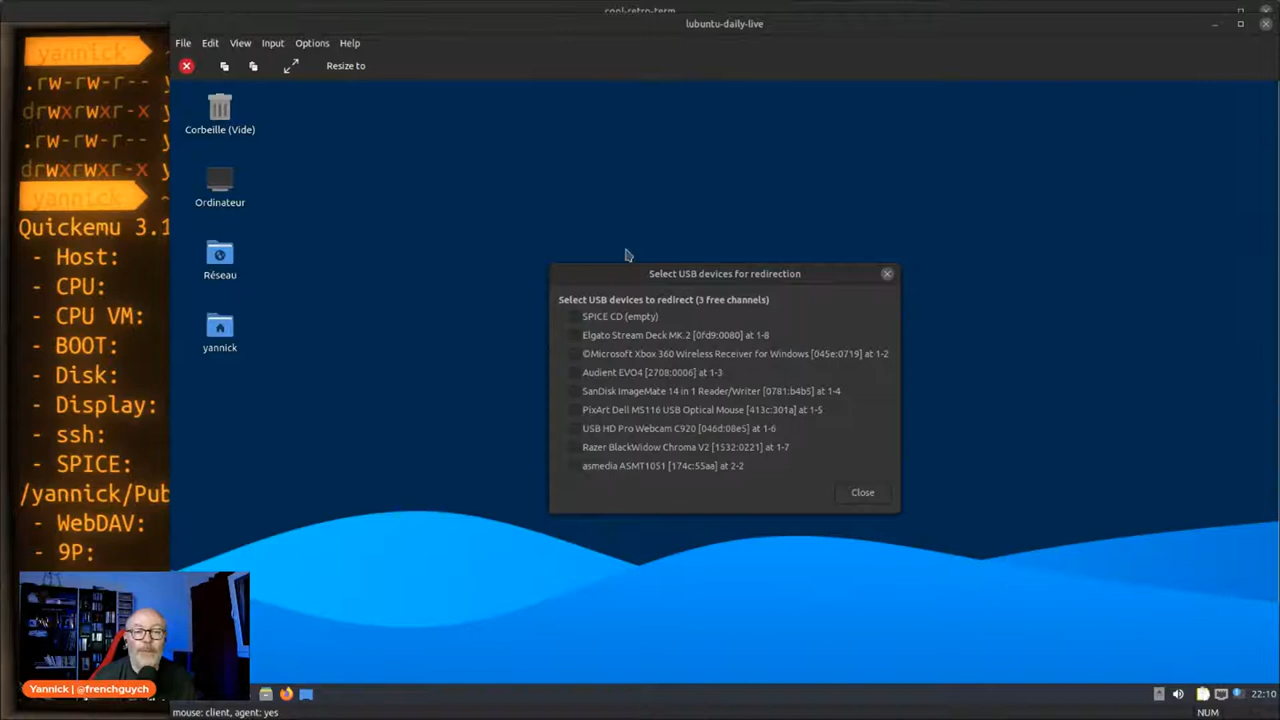 cool-retro-term
lubuntu-daily-live
File Edit View Input Options Help
Resize to
yannick
.rw-rw-r-- y
drwxrwxr-x y
.rw-rw-r-- y
drwxrwxr-x y
yannick ~
Quickemu 3.1
- Host:
- CPU:
- CPU VM:
- BOOT:
- Disk:
- Display:
- ssh:
- SPICE:
/yannick/Pub
- WebDAV:
- 9P:
Corbeille (Vide)
Ordinateur
Réseau
yannick
Select USB devices for redirection
Select USB devices to redirect (3 free channels)
SPICE CD (empty)
Elgato Stream Deck MK.2 [0fd9:0080] at 1-8
©Microsoft Xbox 360 Wireless Receiver for Windows [045e:0719] at 1-2
Audient EVO4 [2708:0006] at 1-3
SanDisk ImageMate 14 in 1 Reader/Writer [0781:b4b5] at 1-4
PixArt Dell MS116 USB Optical Mouse [413c:301a] at 1-5
USB HD Pro Webcam C920 [046d:08e5] at 1-6
Razer BlackWidow Chroma V2 [1532:0221] at 1-7
asmedia ASMT1051 [174c:55aa] at 2-2
Close
Yannick | @frenchguych
22:10
mouse: client, agent: yes
NUM